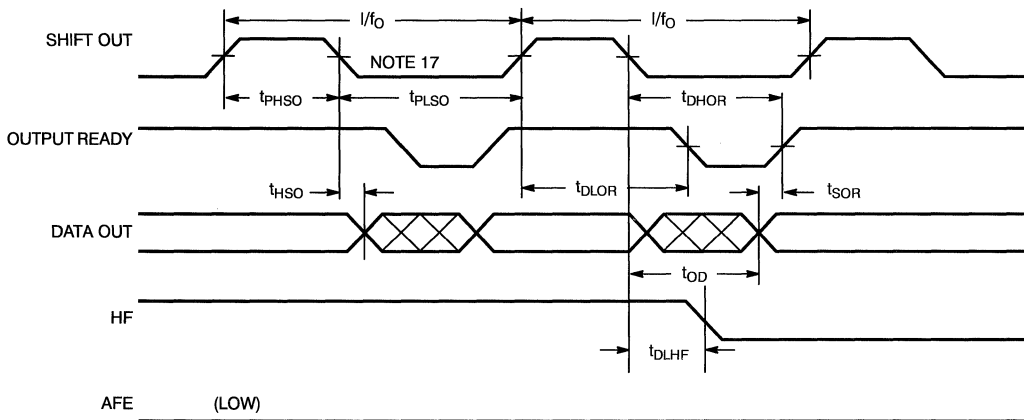 I/fO I/fO
SHIFT OUT
NOTE 17
tPHSO tPLSO tDHOR
OUTPUT READY
tHSO tDLOR tSOR
DATA OUT
tOD
HF
tDLHF
AFE (LOW)